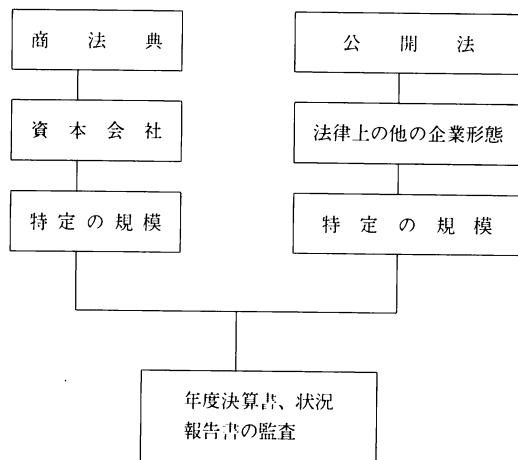 商法典
公開法
資本会社
法律上の他の企業形態
特定の規模
特定の規模
年度決算書、状況
報告書の監査